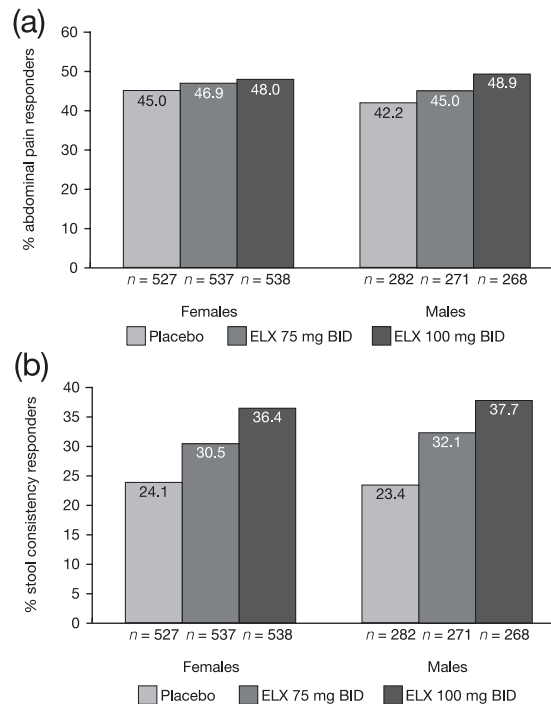 (a)
% abdominal pain responders
60
50
40
30
20
10
0
45.0
46.9
48.0
42.2
45.0
48.9
n = 527 n = 537 n = 538 n = 282 n = 271 n = 268
Females Males
Placebo ELX 75 mg BID ELX 100 mg BID
(b)
% stool consistency responders
40
35
30
25
20
15
10
5
0
24.1
30.5
36.4
23.4
32.1
37.7
n = 527 n = 537 n = 538 n = 282 n = 271 n = 268
Females Males
Placebo ELX 75 mg BID ELX 100 mg BID